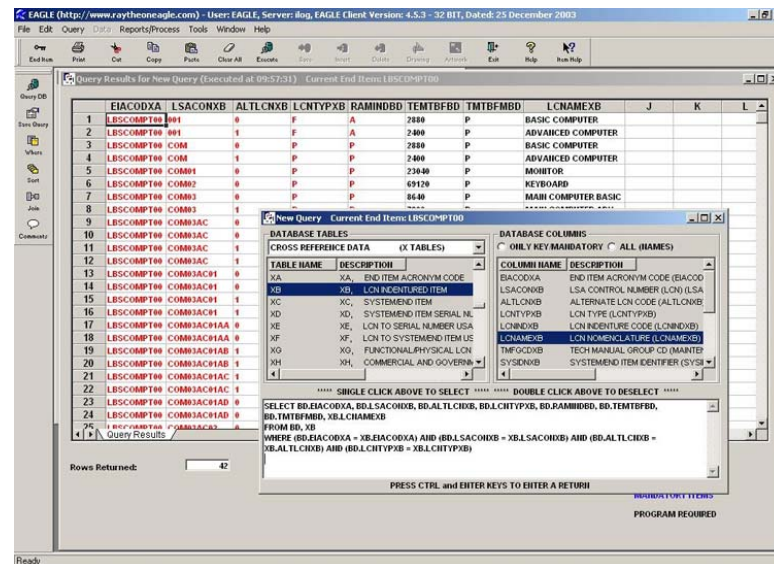 EAGLE (http://www.raytheoneagle.com) - User: EAGLE, Server: ilog, EAGLE Client Version: 4.5.3 - 32 BIT, Dated: 25 December 2003
File Edit Query Data Reports/Process Tools Window Help
End Item Print Cut Copy Paste Clear All Execute Save Insert Delete Drawing Artwork Exit Help Item Help
Query DB
Save Query
Where
Sort
Join
Comments
Query Results for New Query (Executed at 09:57:31) Current End Item: LBSCOMPT00
EIACODXA LSACONXB ALTLCNXB LCNTYPXB RAMINDBD TEMTBFBD TMTBFMBD LCNAMEXB J K L
1 LBSCOMPT00 001 0 F A 2880 P BASIC COMPUTER
2 LBSCOMPT00 001 1 F A 2400 P ADVANCED COMPUTER
3 LBSCOMPT00 COM 0 P P 2880 P BASIC COMPUTER
4 LBSCOMPT00 COM 1 P P 2400 P ADVANCED COMPUTER
5 LBSCOMPT00 COM01 0 P P 23040 P MONITOR
6 LBSCOMPT00 COM02 0 P P 69120 P KEYBOARD
7 LBSCOMPT00 COM03 0 P P 8640 P MAIN COMPUTER BASIC
8 LBSCOMPT00 COM03 1
9 LBSCOMPT00 COM03AC 0
10 LBSCOMPT00 COM03AC 0
11 LBSCOMPT00 COM03AC 1
12 LBSCOMPT00 COM03AC 1
13 LBSCOMPT00 COM03AC01 0
14 LBSCOMPT00 COM03AC01 0
15 LBSCOMPT00 COM03AC01 1
16 LBSCOMPT00 COM03AC01 1
17 LBSCOMPT00 COM03AC01AA 0
18 LBSCOMPT00 COM03AC01AA 0
19 LBSCOMPT00 COM03AC01AB 1
20 LBSCOMPT00 COM03AC01AB 1
21 LBSCOMPT00 COM03AC01AC 1
22 LBSCOMPT00 COM03AC01AC 1
23 LBSCOMPT00 COM03AC01AD 0
24 LBSCOMPT00 COM03AC01AD 0
25 LBSCOMPT00 COM03AC02 0
Query Results
Rows Returned: 42
New Query Current End Item: LBSCOMPT00
DATABASE TABLES
CROSS REFERENCE DATA (X TABLES)
TABLE NAME DESCRIPTION
XA XA, END ITEM ACRONYM CODE
XB XB, LCN INDENTURED ITEM
XC XC, SYSTEM/END ITEM
XD XD, SYSTEM/END ITEM SERIAL NU
XE XE, LCN TO SERIAL NUMBER USA
XF XF, LCN TO SYSTEM/END ITEM US
XG XG, FUNCTIONAL/PHYSICAL LCN
XH XH, COMMERCIAL AND GOVERNM
DATABASE COLUMNS
ONLY KEY/MANDATORY ALL (NAMES)
COLUMN NAME DESCRIPTION
EIACODXA END ITEM ACRONYM CODE (EIACOD
LSACONXB LSA CONTROL NUMBER (LCN) (LSA
ALTLCNXB ALTERNATE LCN CODE (ALTLCNXB)
LCNTYPXB LCN TYPE (LCNTYPXB)
LCNINDXB LCN INDENTURE CODE (LCNINDXB)
LCNAMEXB LCN NOMENCLATURE (LCNAMEXB)
TMFGCDXB TECH MANUAL GROUP CD (MAINTEN
SYSIDNXB SYSTEM/END ITEM IDENTIFIER (SYSI
***** SINGLE CLICK ABOVE TO SELECT ***** ***** DOUBLE CLICK ABOVE TO DESELECT *****
SELECT BD.EIACODXA, BD.LSACONXB, BD.ALTLCNXB, BD.LCNTYPXB, BD.RAMINDBD, BD.TEMTBFBD,
BD.TMTBFMBD, XB.LCNAMEXB
FROM BD, XB
WHERE (BD.EIACODXA = XB.EIACODXA) AND (BD.LSACONXB = XB.LSACONXB) AND (BD.ALTLCNXB =
XB.ALTLCNXB) AND (BD.LCNTYPXB = XB.LCNTYPXB)
PRESS CTRL and ENTER KEYS TO ENTER A RETURN
MANDATORY ITEMS
PROGRAM REQUIRED
Ready